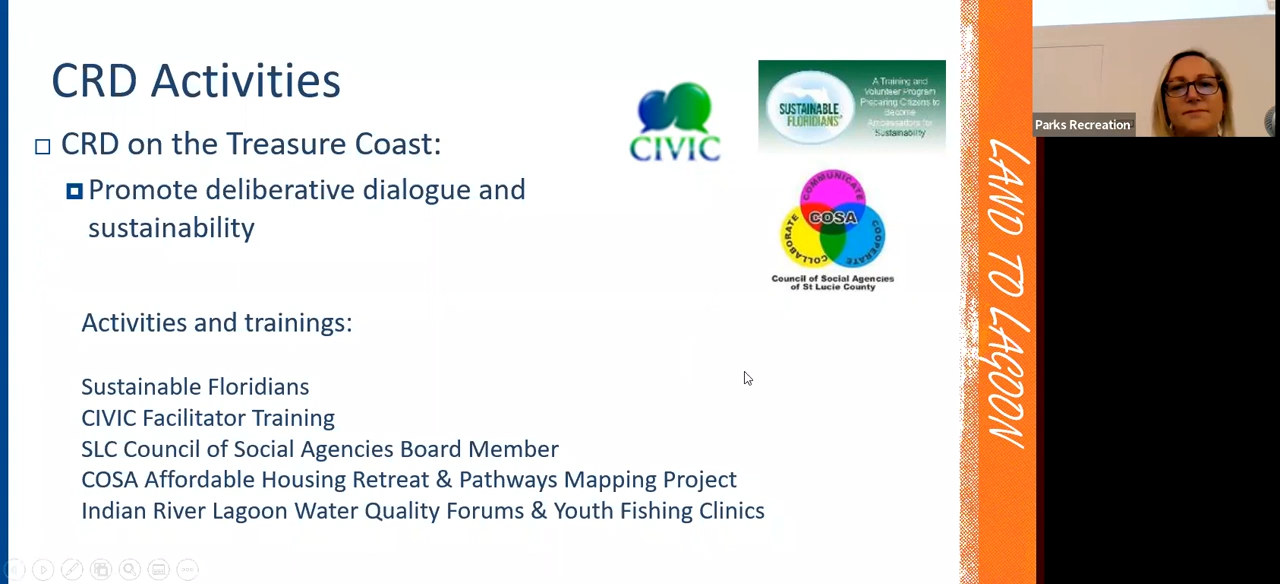 CRD Activities
CRD on the Treasure Coast:
Promote deliberative dialogue and
sustainability
Activities and trainings:
Sustainable Floridians
CIVIC Facilitator Training
SLC Council of Social Agencies Board Member
COSA Affordable Housing Retreat & Pathways Mapping Project
Indian River Lagoon Water Quality Forums & Youth Fishing Clinics
CIVIC
SUSTAINABLE
FLORIDIANS
A Training and
Volunteer Program
Preparing Citizens to
Become
Ambassadors for
Sustainability
COMMUNICATE
COSA
COLLABORATE
COOPERATE
Council of Social Agencies
of St Lucie County
LAND TO LAGOON
Parks Recreation